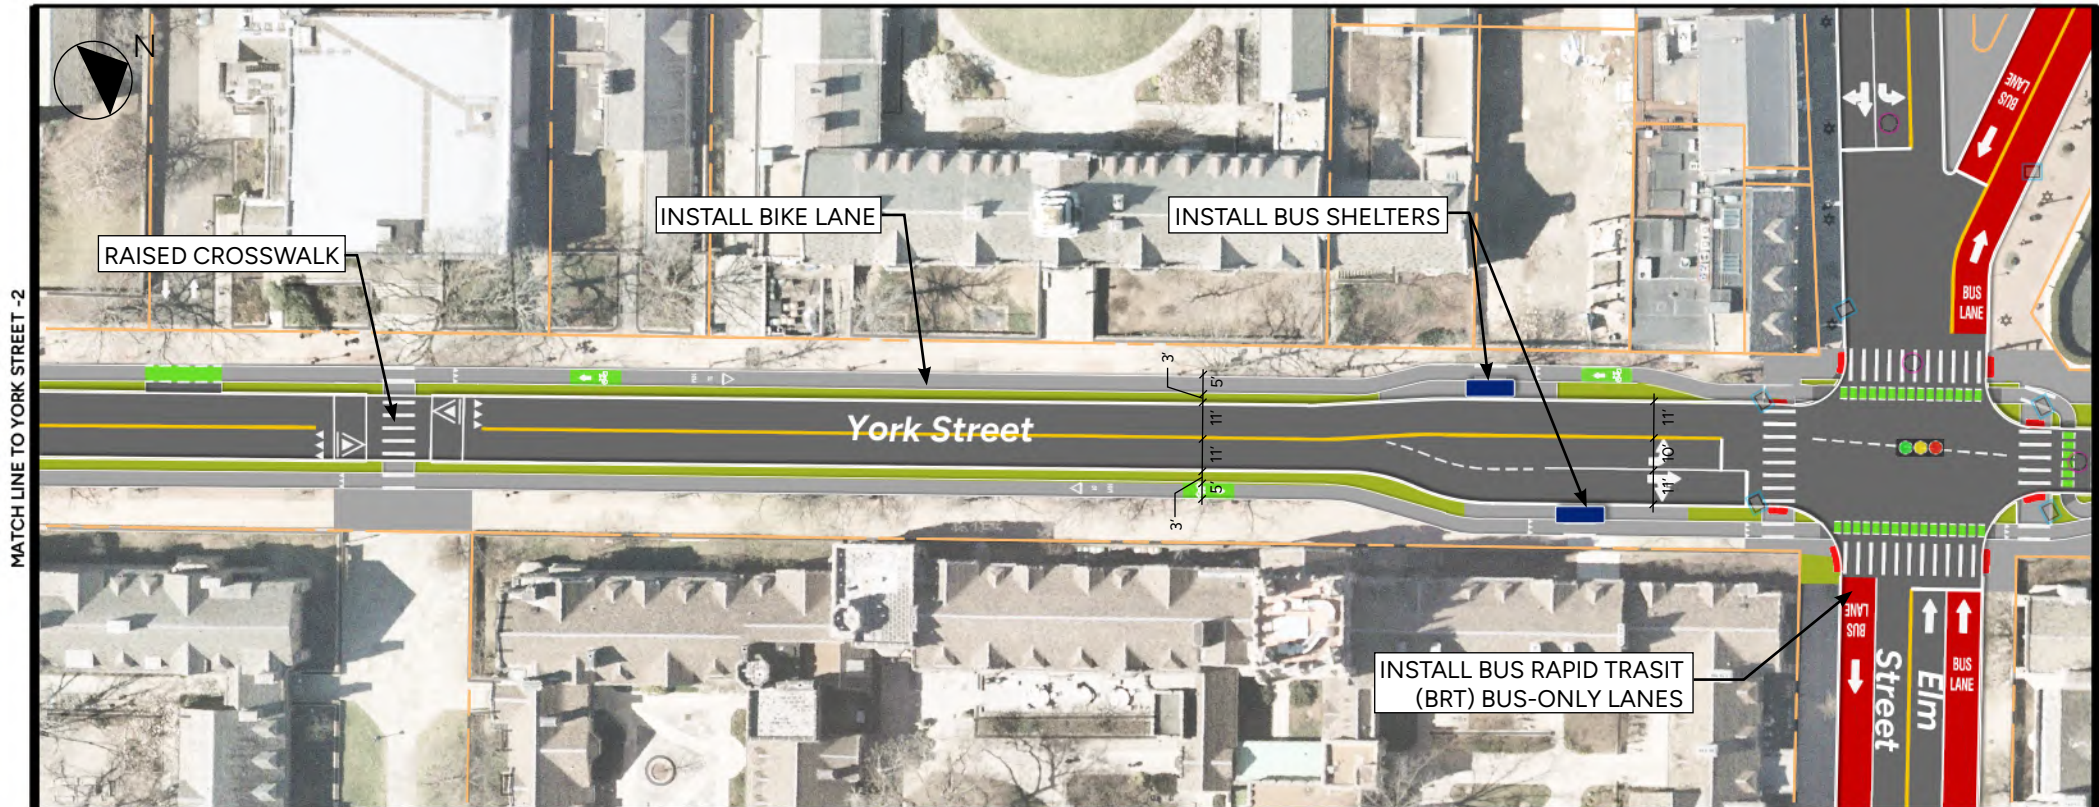 N
MATCH LINE TO YORK STREET -2
RAISED CROSSWALK
INSTALL BIKE LANE
INSTALL BUS SHELTERS
BUS
LANE
BUS
LANE
3'
5'
11'
11'
5'
3'
11'
10'
11'
York Street
INSTALL BUS RAPID TRASIT
(BRT) BUS-ONLY LANES
BUS
LANE
BUS
LANE
Elm
Street